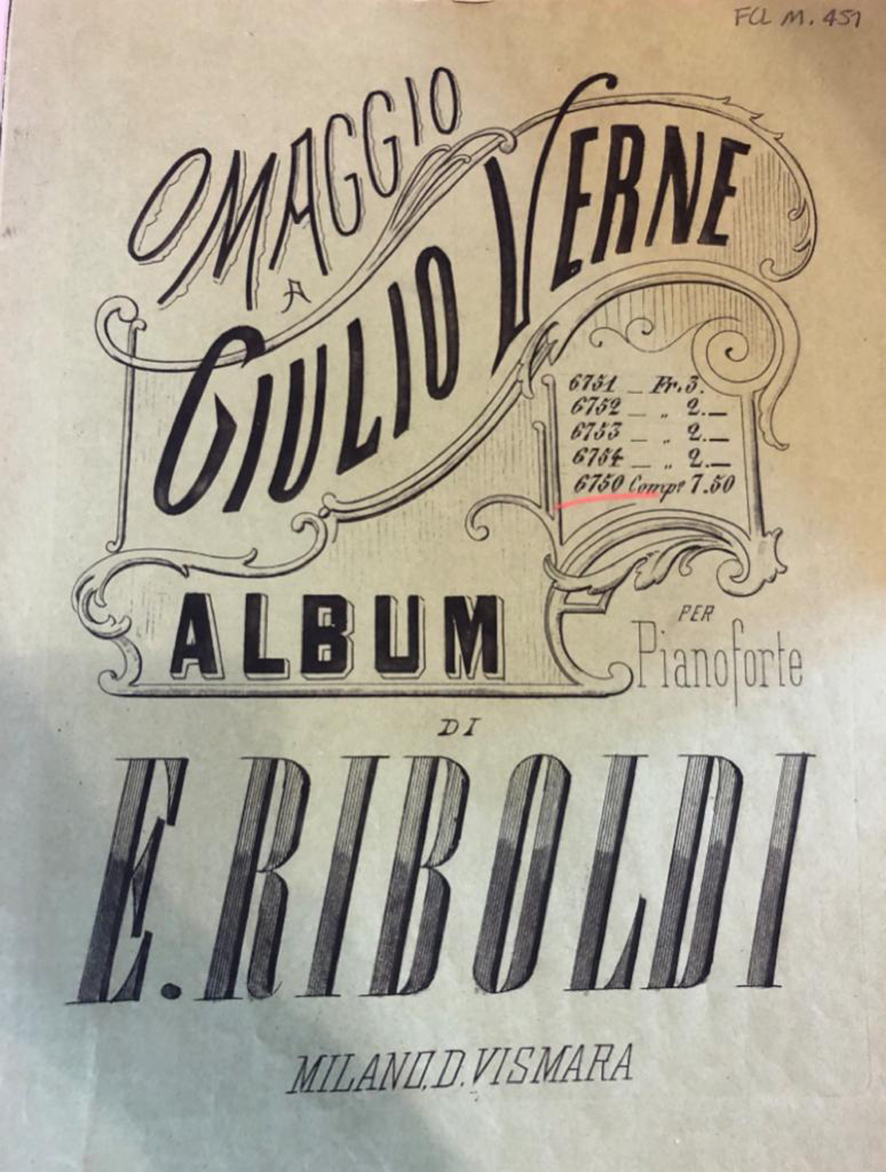 FCL M. 451
OMAGGIO
A
GIULIO VERNE
6751 _ Fr. 3.
6752 _ „ 2._
6753 _ „ 2._
6754 _ „ 2._
6750 Compt 7.50
ALBUM
PER
Pianoforte
DI
E. RIBOLDI
MILANO, D. VISMARA